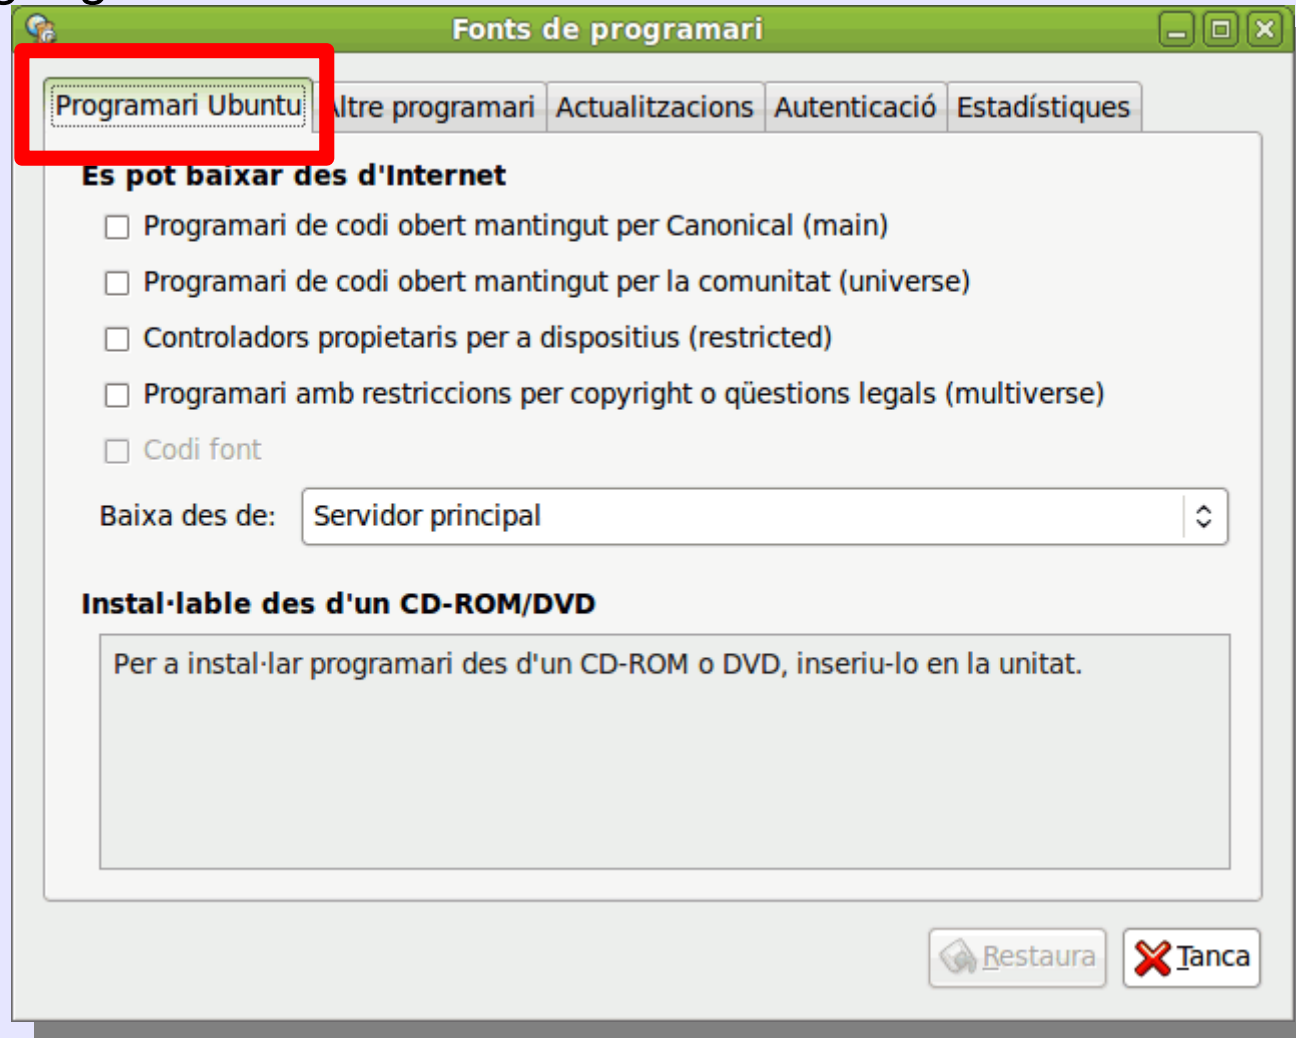 Fonts de programari
Programari Ubuntu
ltre programari
Actualitzacions
Autenticació
Estadístiques
Es pot baixar des d'Internet
Programari de codi obert mantingut per Canonical (main)
Programari de codi obert mantingut per la comunitat (universe)
Controladors propietaris per a dispositius (restricted)
Programari amb restriccions per copyright o qüestions legals (multiverse)
Codi font
Baixa des de: Servidor principal
Instal·lable des d'un CD-ROM/DVD
Per a instal·lar programari des d'un CD-ROM o DVD, inseriu-lo en la unitat.
Restaura
Tanca